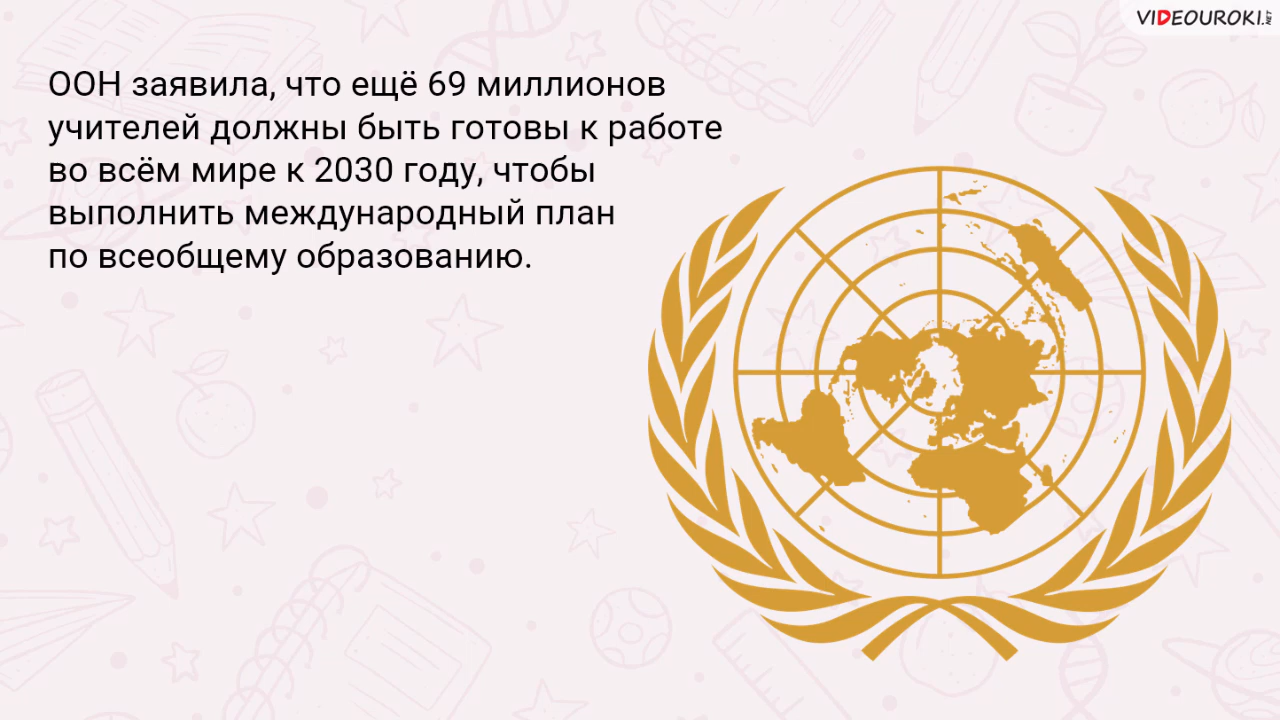 VIDEOUROKI.NET
ООН заявила, что ещё 69 миллионов
учителей должны быть готовы к работе
во всём мире к 2030 году, чтобы
выполнить международный план
по всеобщему образованию.